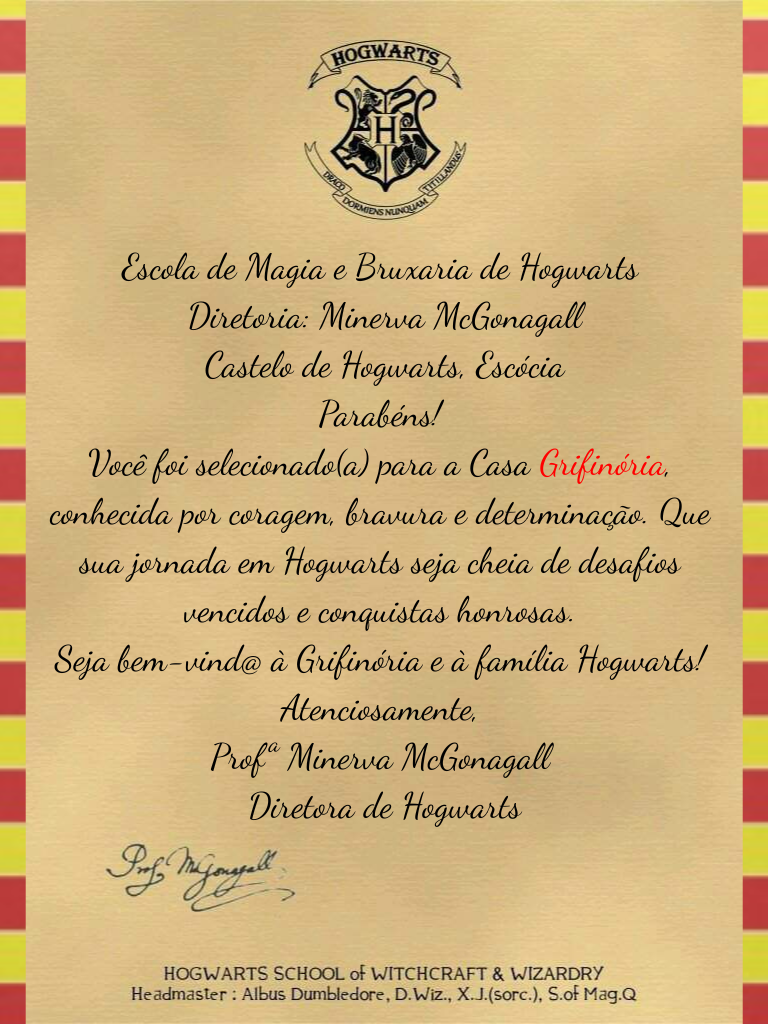 HOGWARTS
H
DRACO DORMIENS NUNQUAM TITILLANDUS
Escola de Magia e Bruxaria de Hogwarts
Diretoria: Minerva McGonagall
Castelo de Hogwarts, Escócia
Parabéns!
Você foi selecionado(a) para a Casa Grifinória,
conhecida por coragem, bravura e determinação. Que
sua jornada em Hogwarts seja cheia de desafios
vencidos e conquistas honrosas.
Seja bem-vind@ à Grifinória e à família Hogwarts!
Atenciosamente,
Profª Minerva McGonagall
Diretora de Hogwarts
Prof. McGonagall
HOGWARTS SCHOOL of WITCHCRAFT & WIZARDRY
Headmaster : Albus Dumbledore, D.Wiz., X.J.(sorc.), S.of Mag.Q